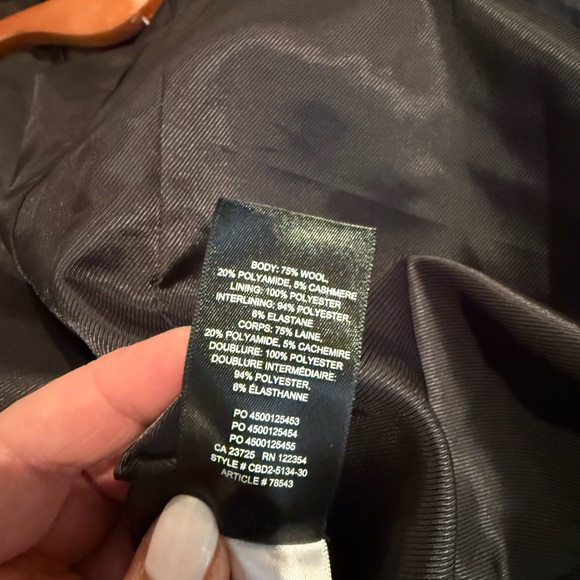 BODY: 75% WOOL,
20% POLYAMIDE, 5% CASHMERE
LINING: 100% POLYESTER
INTERLINING: 94% POLYESTER,
6% ELASTANE
CORPS: 75% LAINE,
20% POLYAMIDE, 5% CACHEMIRE
DOUBLURE: 100% POLYESTER
DOUBLURE INTERMÉDIAIRE:
94% POLYESTER,
6% ÉLASTHANNE
PO 4500125453
PO 4500125454
PO 4500125455
CA 23725 RN 122354
STYLE # CBD2-5134-30
ARTICLE # 78543